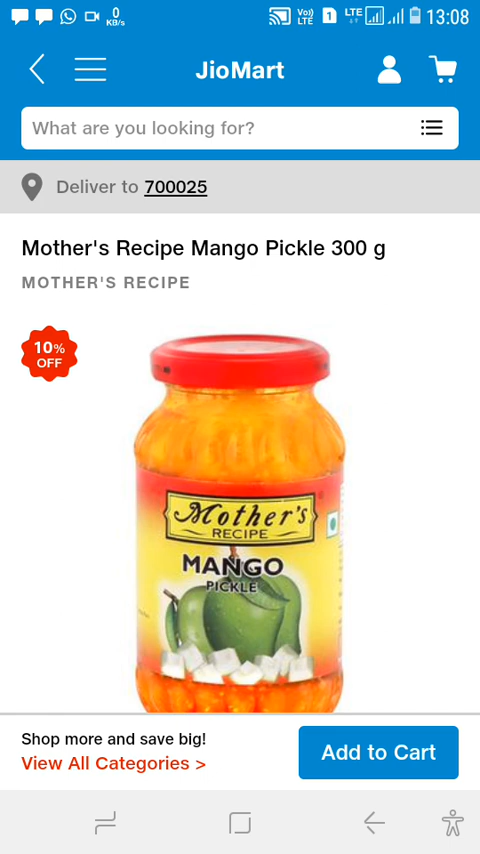 0
KB/s
Vo))
LTE
1
LTE
13:08
JioMart
What are you looking for?
Deliver to 700025
Mother's Recipe Mango Pickle 300 g
MOTHER'S RECIPE
10%
OFF
Mother's
RECIPE
MANGO
PICKLE
Shop more and save big!
View All Categories >
Add to Cart